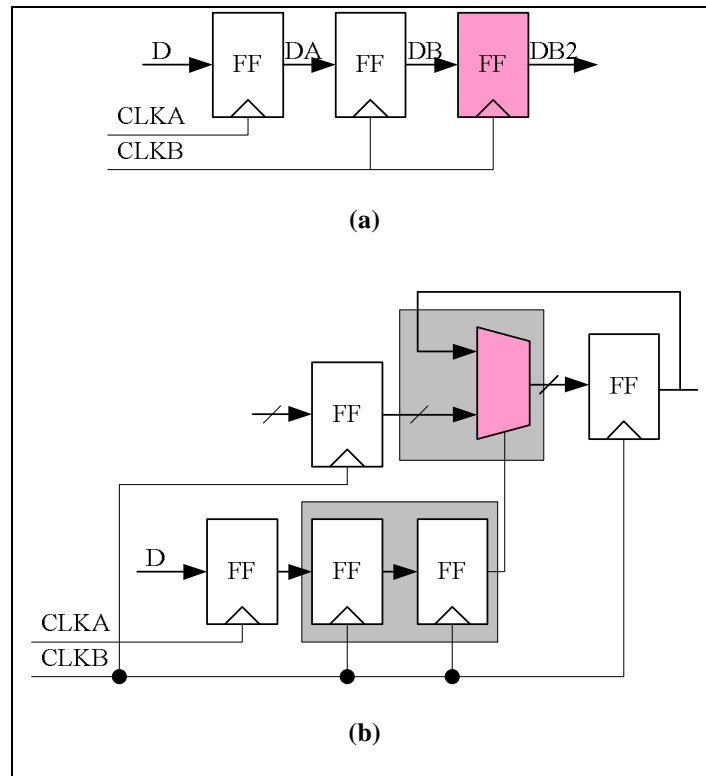 D FF DA FF DB FF DB2
CLKA
CLKB
(a)
FF
FF
D FF FF FF
CLKA
CLKB
(b)